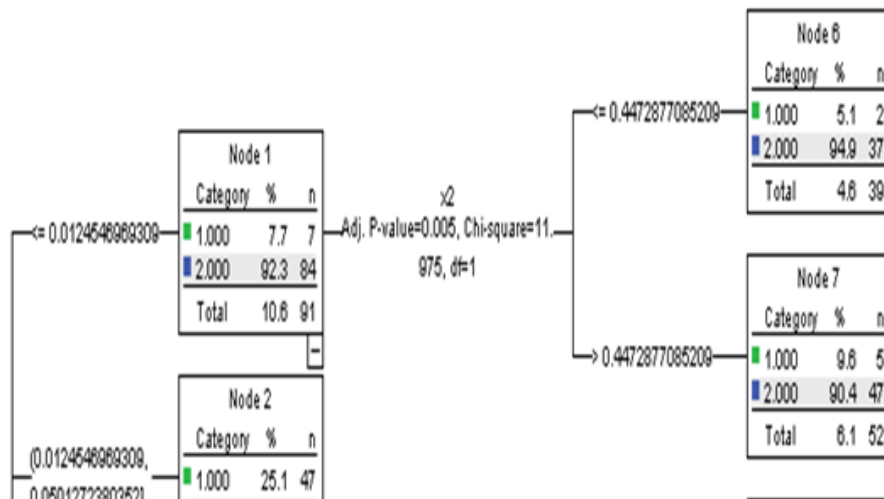 Node 6
Category % n
1.000 5.1 2
2.000 94.9 37
Total 4.6 39
<= 0.4472877085209
Node 1
Category % n
1.000 7.7 7
2.000 92.3 84
Total 10.6 91
<= 0.0124546969309
x2
Adj. P-value=0.005, Chi-square=11.
975, df=1
Node 7
Category % n
1.000 9.6 5
2.000 90.4 47
Total 6.1 52
> 0.4472877085209
Node 2
Category % n
1.000 25.1 47
(0.0124546969309,